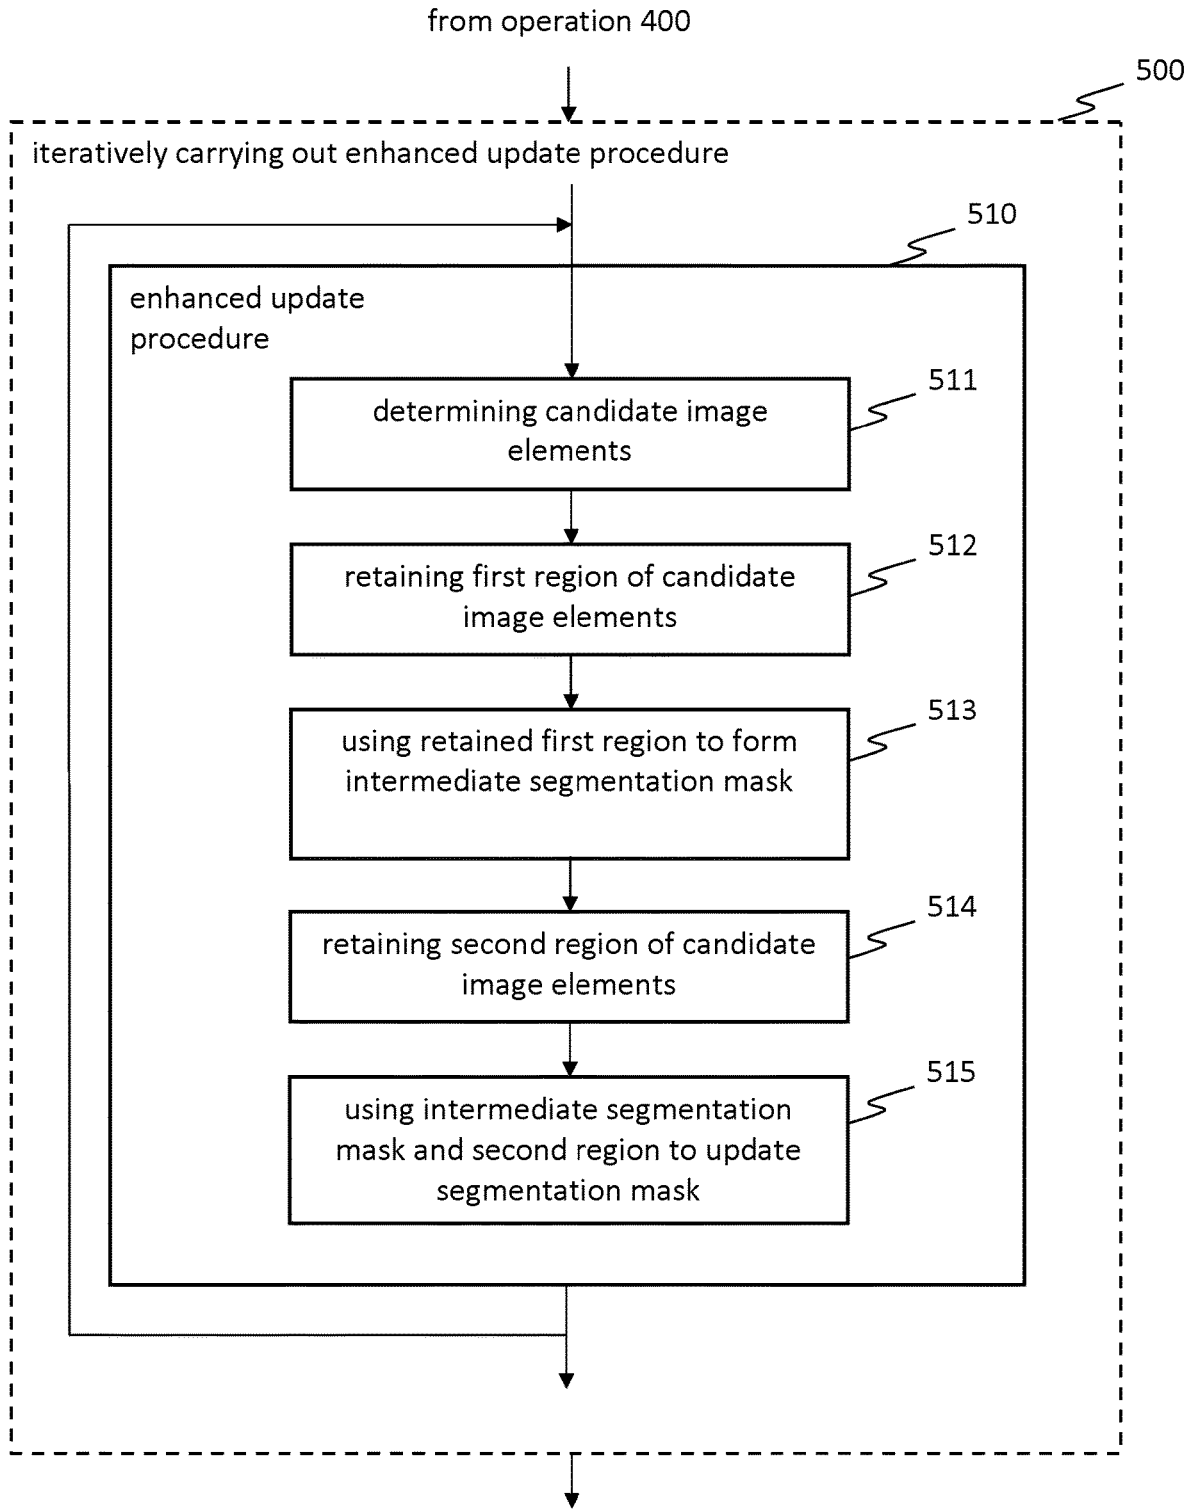 from operation 400
500
iteratively carrying out enhanced update procedure
510
enhanced update
procedure
511
determining candidate image
elements
512
retaining first region of candidate
image elements
513
using retained first region to form
intermediate segmentation mask
514
retaining second region of candidate
image elements
515
using intermediate segmentation
mask and second region to update
segmentation mask